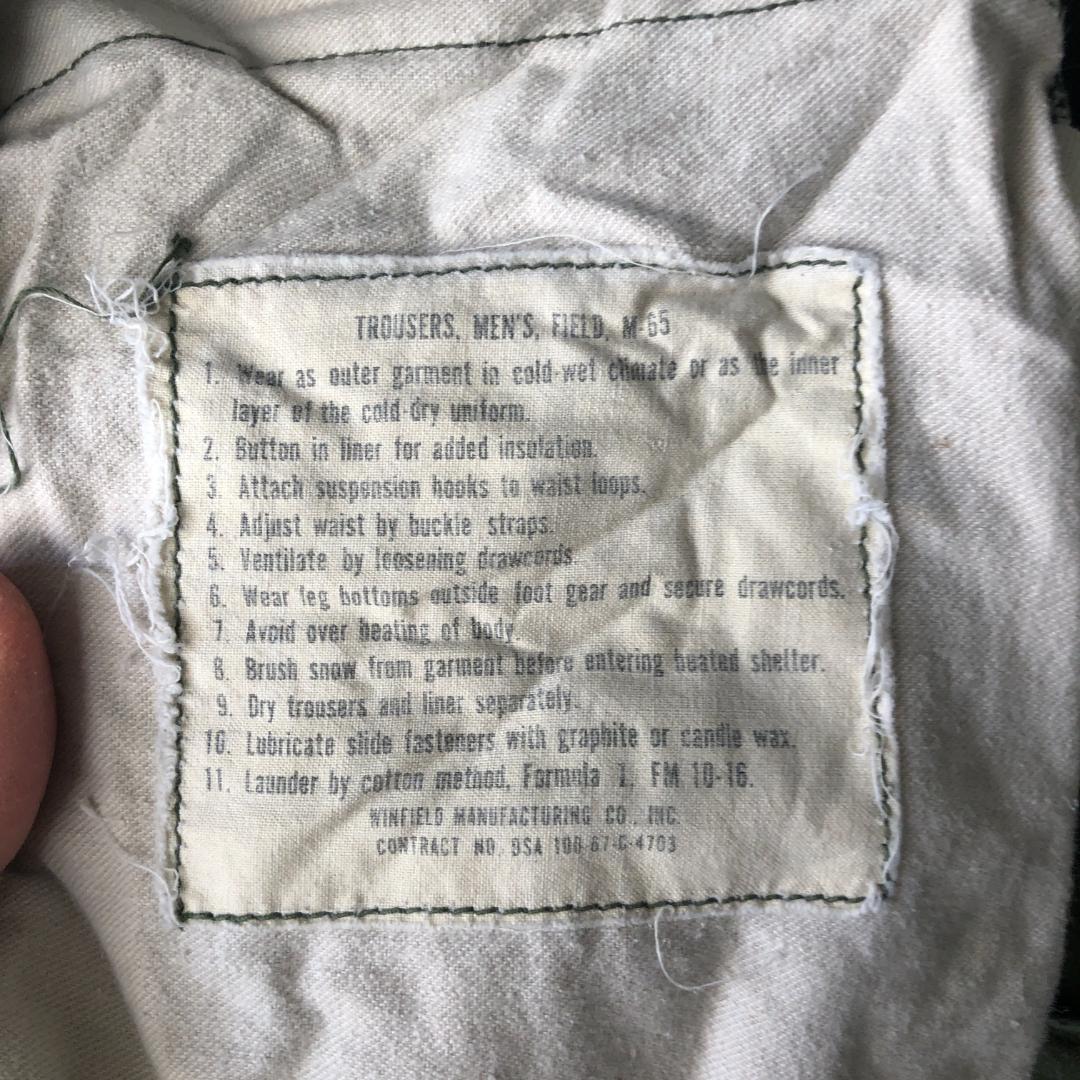 TROUSERS, MEN'S, FIELD, M-65
1. Wear as outer garment in cold-wet climate or as the inner
layer of the cold-dry uniform.
2. Button in liner for added insulation.
3. Attach suspension hooks to waist loops.
4. Adjust waist by buckle straps.
5. Ventilate by loosening drawcords.
6. Wear leg bottoms outside foot gear and secure drawcords.
7. Avoid over heating of body.
8. Brush snow from garment before entering heated shelter.
9. Dry trousers and liner separately.
10. Lubricate slide fasteners with graphite or candle wax.
11. Launder by cotton method, Formula 1, FM 10-16.
WINFIELD MANUFACTURING CO., INC.
CONTRACT NO. DSA 100-67-C-4703